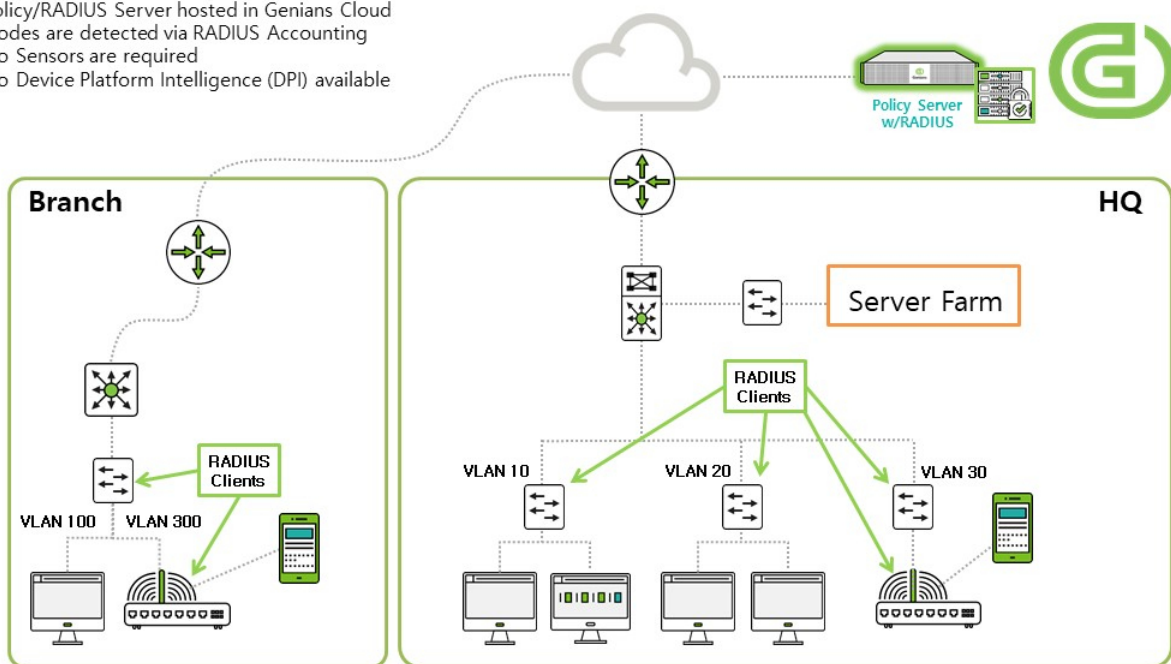 olicy/RADIUS Server hosted in Genians Cloud
odes are detected via RADIUS Accounting
o Sensors are required
o Device Platform Intelligence (DPI) available
Genians
Policy Server
w/RADIUS
G
Branch
HQ
Server Farm
RADIUS
Clients
VLAN 10
VLAN 20
VLAN 30
RADIUS
Clients
VLAN 100
VLAN 300